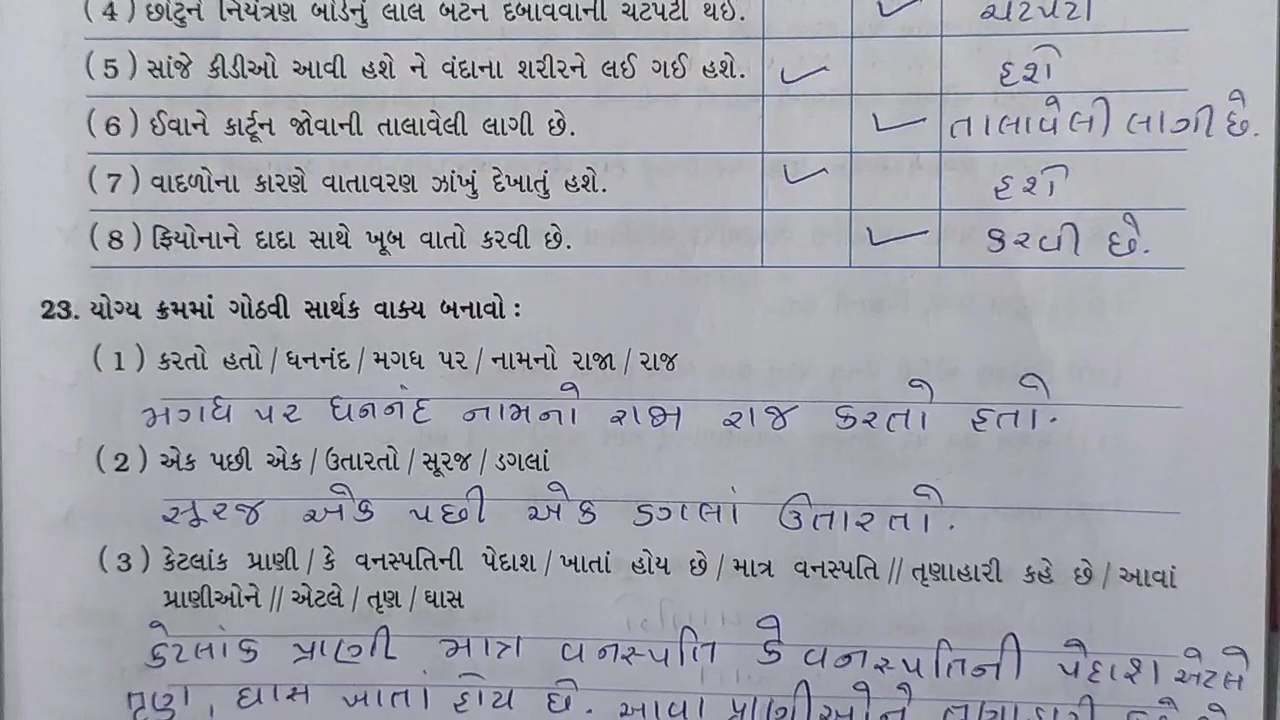 (4) છોટુને નિયંત્રણ બોર્ડનું લાલ બટન દબાવવાની ચટપટી થઈ. ચટપટી
(5) સાંજે કીડીઓ આવી હશે ને વંદાના શરીરને લઈ ગઈ હશે. હશે
(6) ઈવાને કાર્ટૂન જોવાની તાલાવેલી લાગી છે. તાલાવેલી લાગી છે.
(7) વાદળોના કારણે વાતાવરણ ઝાંખું દેખાતું હશે. હશે
(8) ફિયોનાને દાદા સાથે ખૂબ વાતો કરવી છે. કરવી છે.
23. યોગ્ય ક્રમમાં ગોઠવી સાર્થક વાક્ય બનાવો :
(1) કરતો હતો / ધનનંદ / મગધ પર / નામનો રાજા / રાજ
મગધ પર ધનનંદ નામનો રાજા રાજ કરતો હતો.
(2) એક પછી એક / ઉતારતો / સૂરજ / ડગલાં
સૂરજ એક પછી એક ડગલાં ઉતારતો.
(3) કેટલાંક પ્રાણી / કે વનસ્પતિની પેદાશ / ખાતાં હોય છે / માત્ર વનસ્પતિ // તૃણાહારી કહે છે / આવાં
પ્રાણીઓને // એટલે / તૃણ / ઘાસ
કેટલાંક પ્રાણી માત્ર વનસ્પતિ કે વનસ્પતિની પેદાશ એટલે
તૃણ, ઘાસ ખાતાં હોય છે. આવા પ્રાણીઓને તૃણાહારી કહે છે